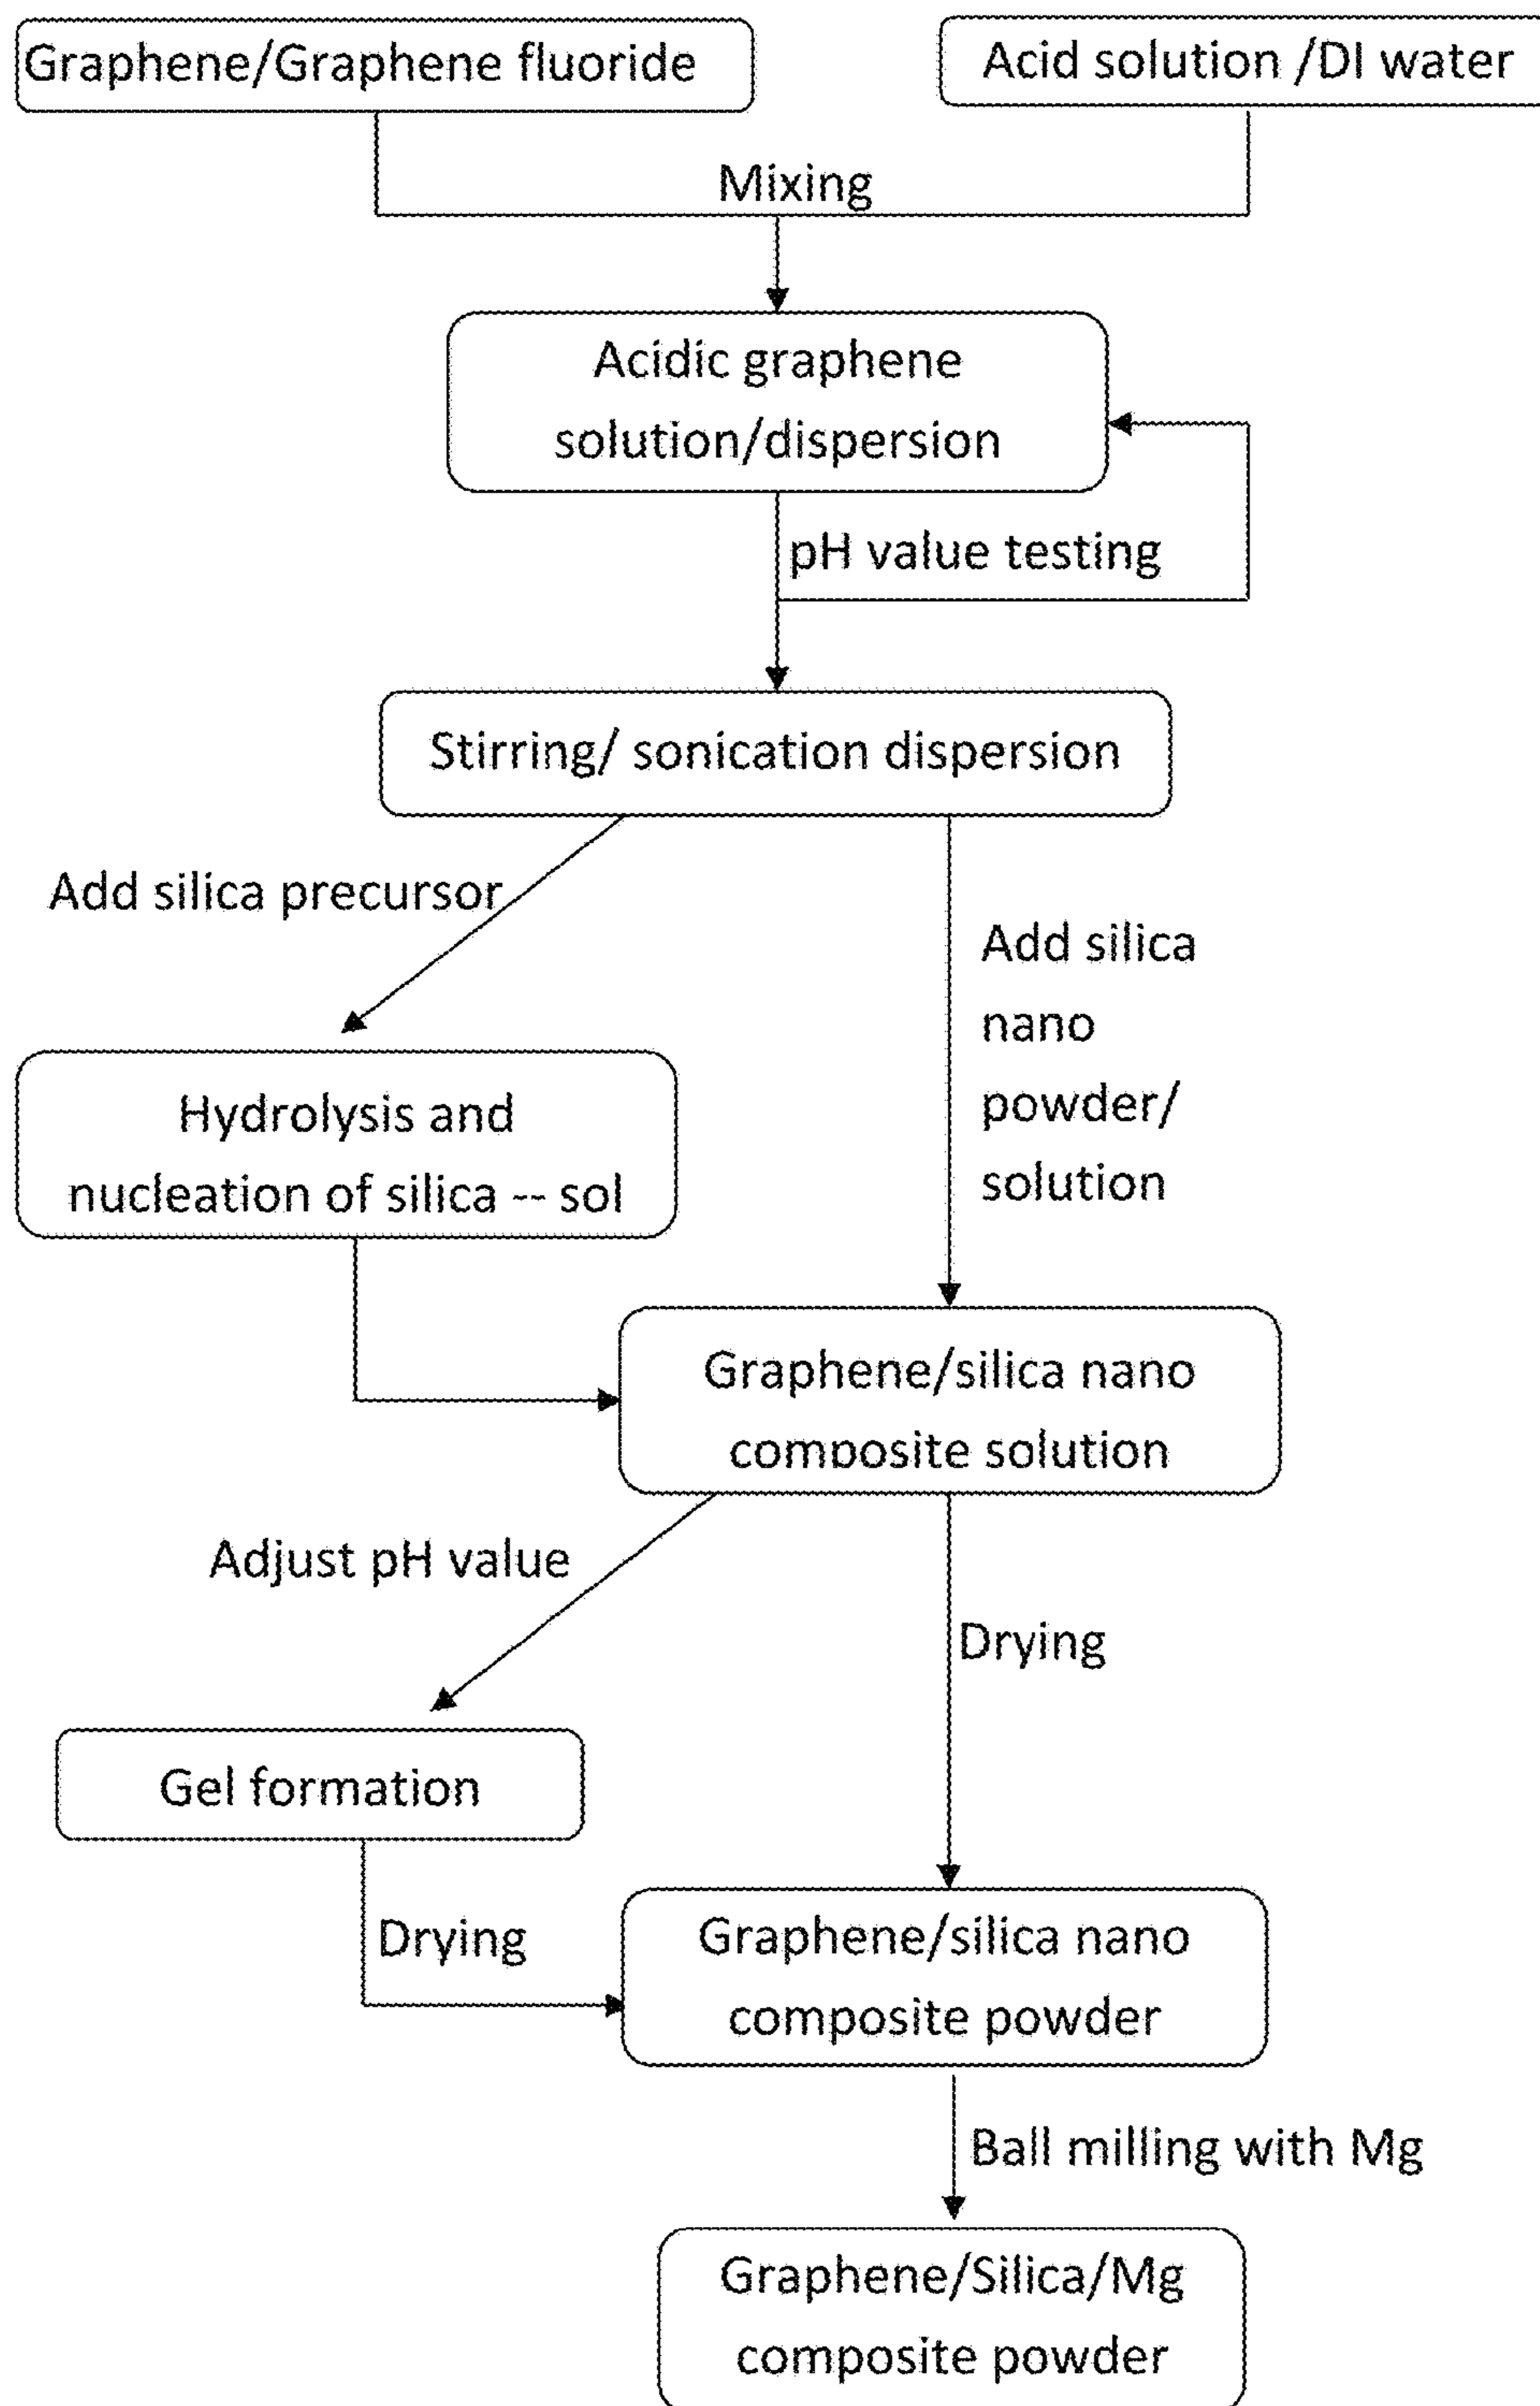 Graphene/Graphene fluoride
Acid solution /DI water
Mixing
Acidic graphene
solution/dispersion
pH value testing
Stirring/ sonication dispersion
Add silica precursor
Add silica
nano
powder/
solution
Hydrolysis and
nucleation of silica -- sol
Graphene/silica nano
composite solution
Adjust pH value
Drying
Gel formation
Drying
Graphene/silica nano
composite powder
Ball milling with Mg
Graphene/Silica/Mg
composite powder